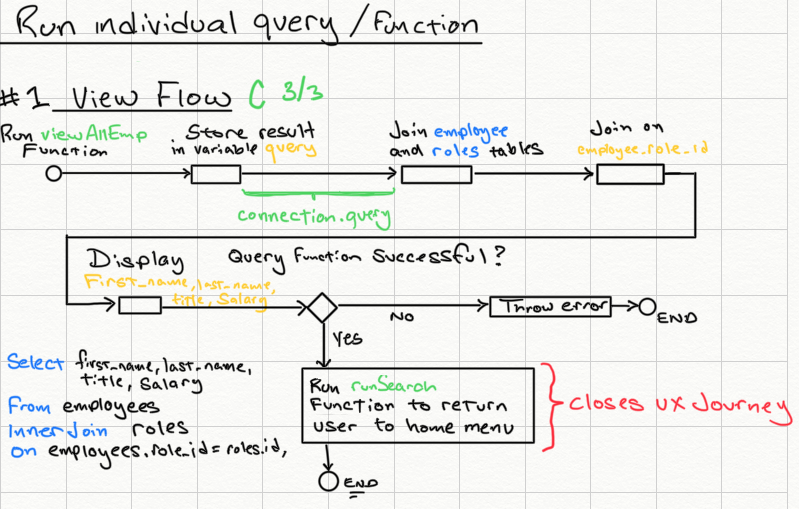 Run individual query / Function
#1 View Flow C 3/3
Run viewAllEmp
Function
Store result
in variable query
Join employee
and roles tables
Join on
employee.role_id
connection.query
Display
First_name, last_name,
title, Salary
Query Function Successful?
No
Throw error
END
Yes
Select first_name, last_name,
title, Salary
From employees
Inner Join roles
on employees.role_id = roles.id,
Run runSearch
Function to return
user to home menu
closes UX Journey
END